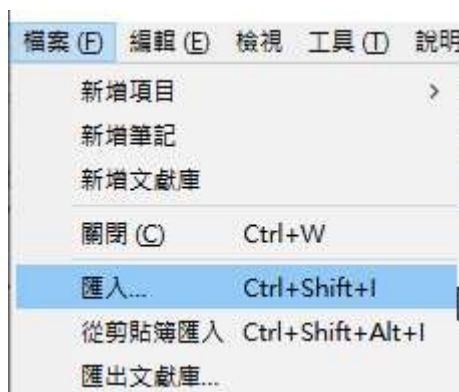 檔案 (F) 編輯 (E) 檢視 工具 (T) 說明
新增項目 >
新增筆記
新增文獻庫
關閉 (C) Ctrl+W
匯入... Ctrl+Shift+I
從剪貼簿匯入 Ctrl+Shift+Alt+I
匯出文獻庫...